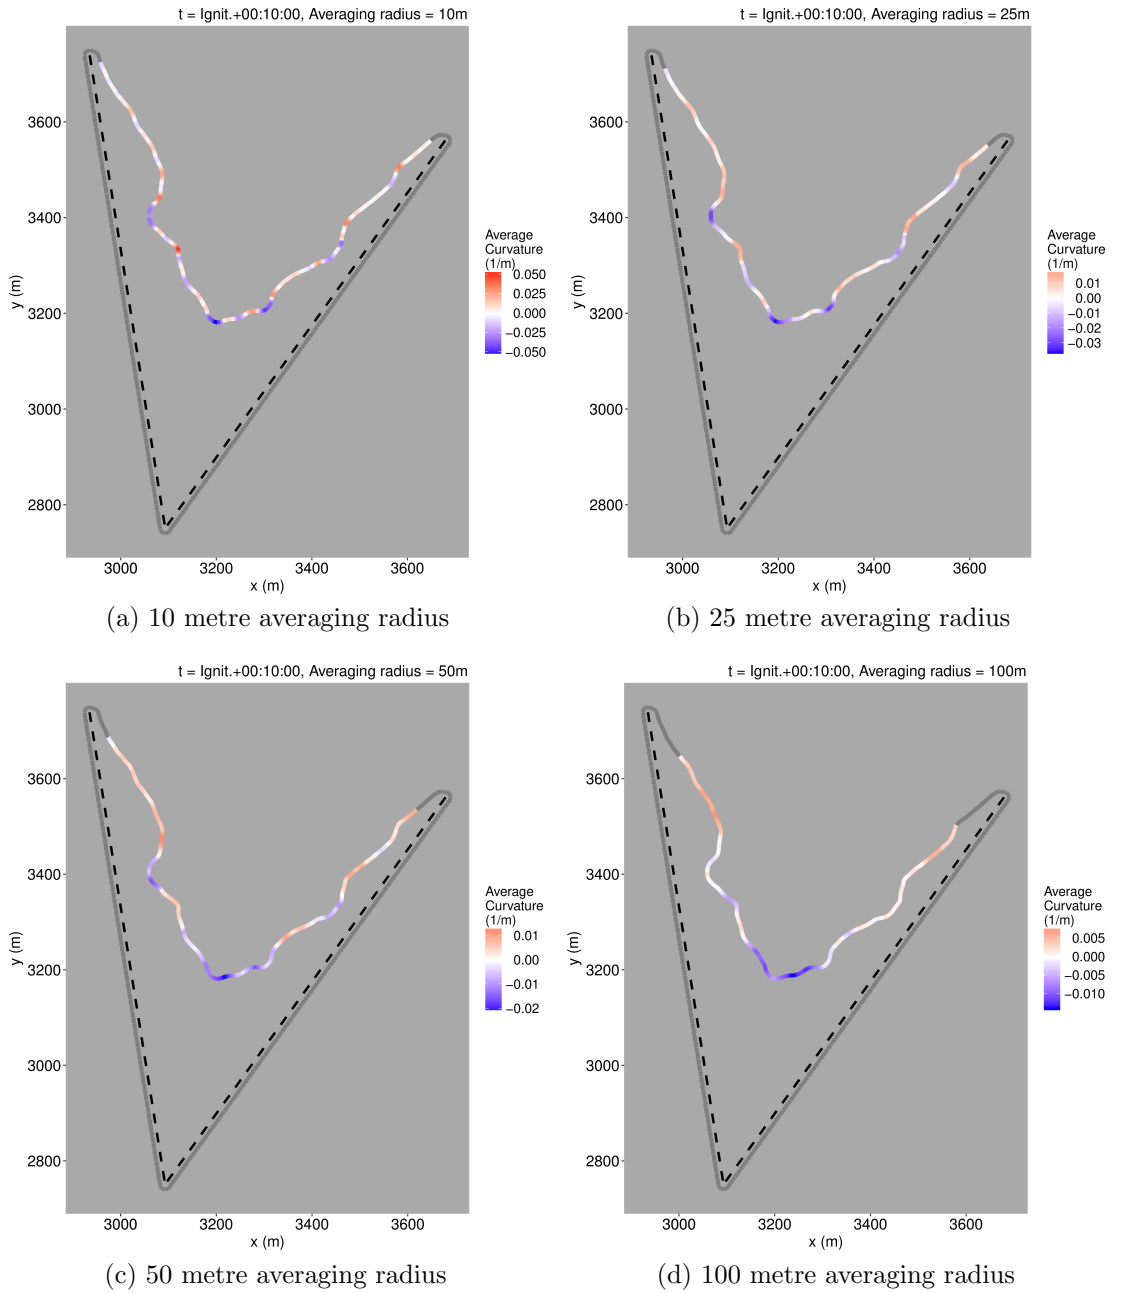 t = Ignit.+00:10:00, Averaging radius = 10m
3600
3400
3200
3000
2800
y (m)
3000 3200 3400 3600
x (m)
Average
Curvature
(1/m)
0.050
0.025
0.000
−0.025
−0.050
(a) 10 metre averaging radius
t = Ignit.+00:10:00, Averaging radius = 25m
3600
3400
3200
3000
2800
y (m)
3000 3200 3400 3600
x (m)
Average
Curvature
(1/m)
0.01
0.00
−0.01
−0.02
−0.03
(b) 25 metre averaging radius
t = Ignit.+00:10:00, Averaging radius = 50m
3600
3400
3200
3000
2800
y (m)
3000 3200 3400 3600
x (m)
Average
Curvature
(1/m)
0.01
0.00
−0.01
−0.02
(c) 50 metre averaging radius
t = Ignit.+00:10:00, Averaging radius = 100m
3600
3400
3200
3000
2800
y (m)
3000 3200 3400 3600
x (m)
Average
Curvature
(1/m)
0.005
0.000
−0.005
−0.010
(d) 100 metre averaging radius